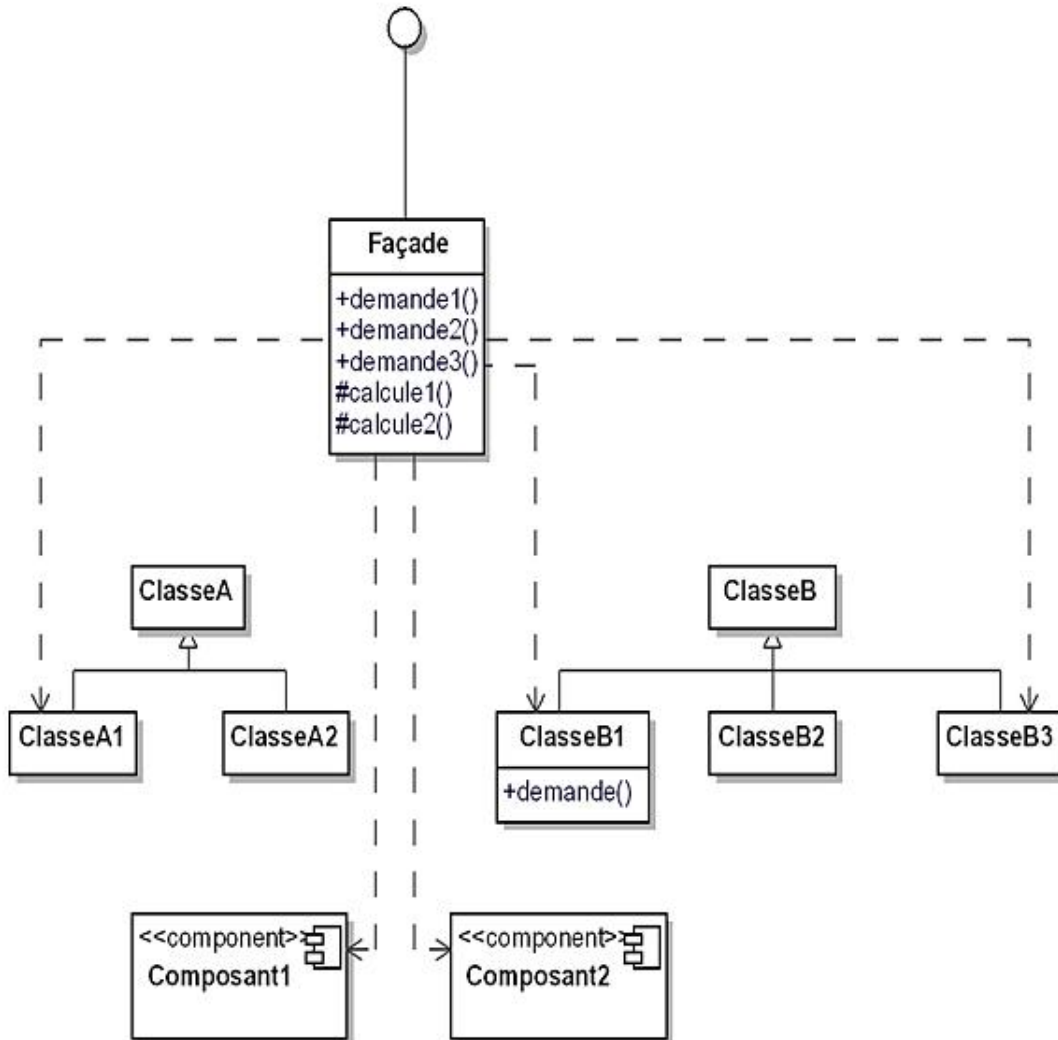 Façade
+demande1()
+demande2()
+demande3()
#calcule1()
#calcule2()
ClasseA
ClasseB
ClasseA1
ClasseA2
ClasseB1
ClasseB2
ClasseB3
+demande()
<<component>>
Composant1
<<component>>
Composant2